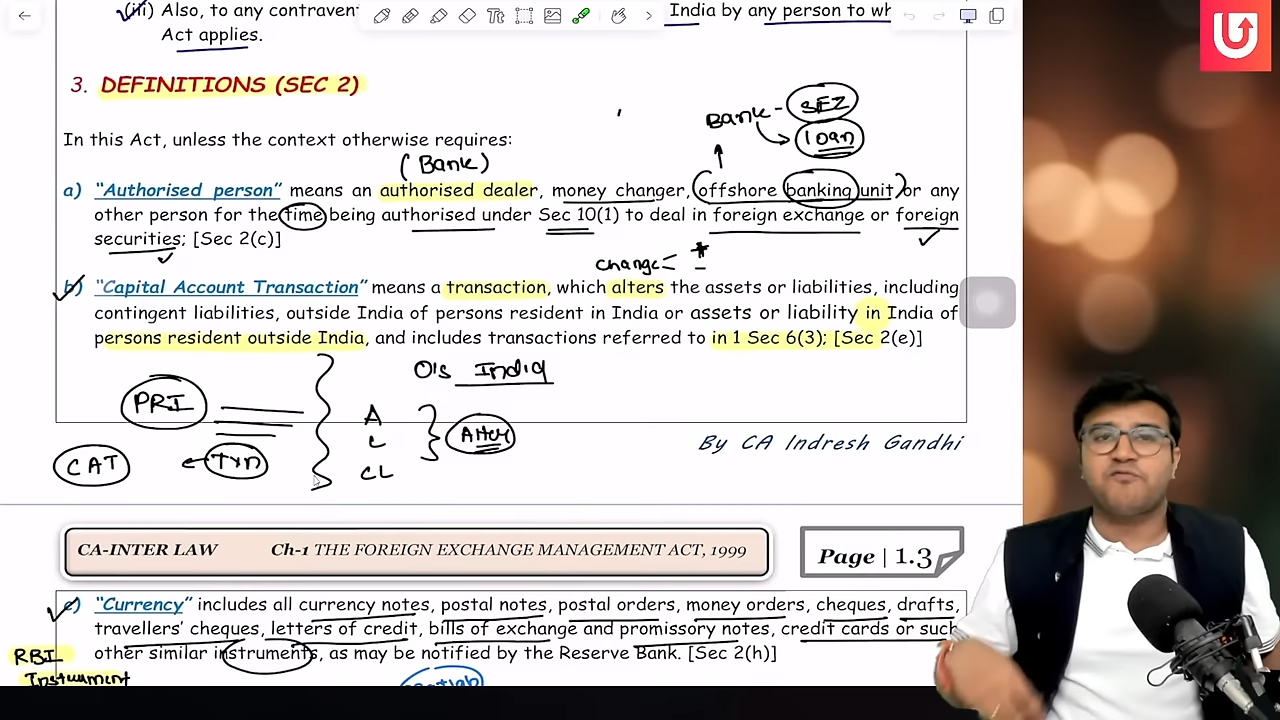 (iii) Also, to any contraven India by any person to wh
Act applies.
3. DEFINITIONS (SEC 2)
Bank - SEZ
loan
In this Act, unless the context otherwise requires:
(Bank)
a) “Authorised person” means an authorised dealer, money changer, (offshore banking unit) or any
other person for the time being authorised under Sec 10(1) to deal in foreign exchange or foreign
securities; [Sec 2(c)]
change < + -
b) “Capital Account Transaction” means a transaction, which alters the assets or liabilities, including
contingent liabilities, outside India of persons resident in India or assets or liability in India of
persons resident outside India, and includes transactions referred to in 1 Sec 6(3); [Sec 2(e)]
O's India
PRI
A
L
CL
Alter
CAT
Txn
By CA Indresh Gandhi
CA-INTER LAW Ch-1 THE FOREIGN EXCHANGE MANAGEMENT ACT, 1999
Page | 1.3
c) “Currency” includes all currency notes, postal notes, postal orders, money orders, cheques, drafts,
travellers’ cheques, letters of credit, bills of exchange and promissory notes, credit cards or such
other similar instruments, as may be notified by the Reserve Bank. [Sec 2(h)]
RBI
Instrument